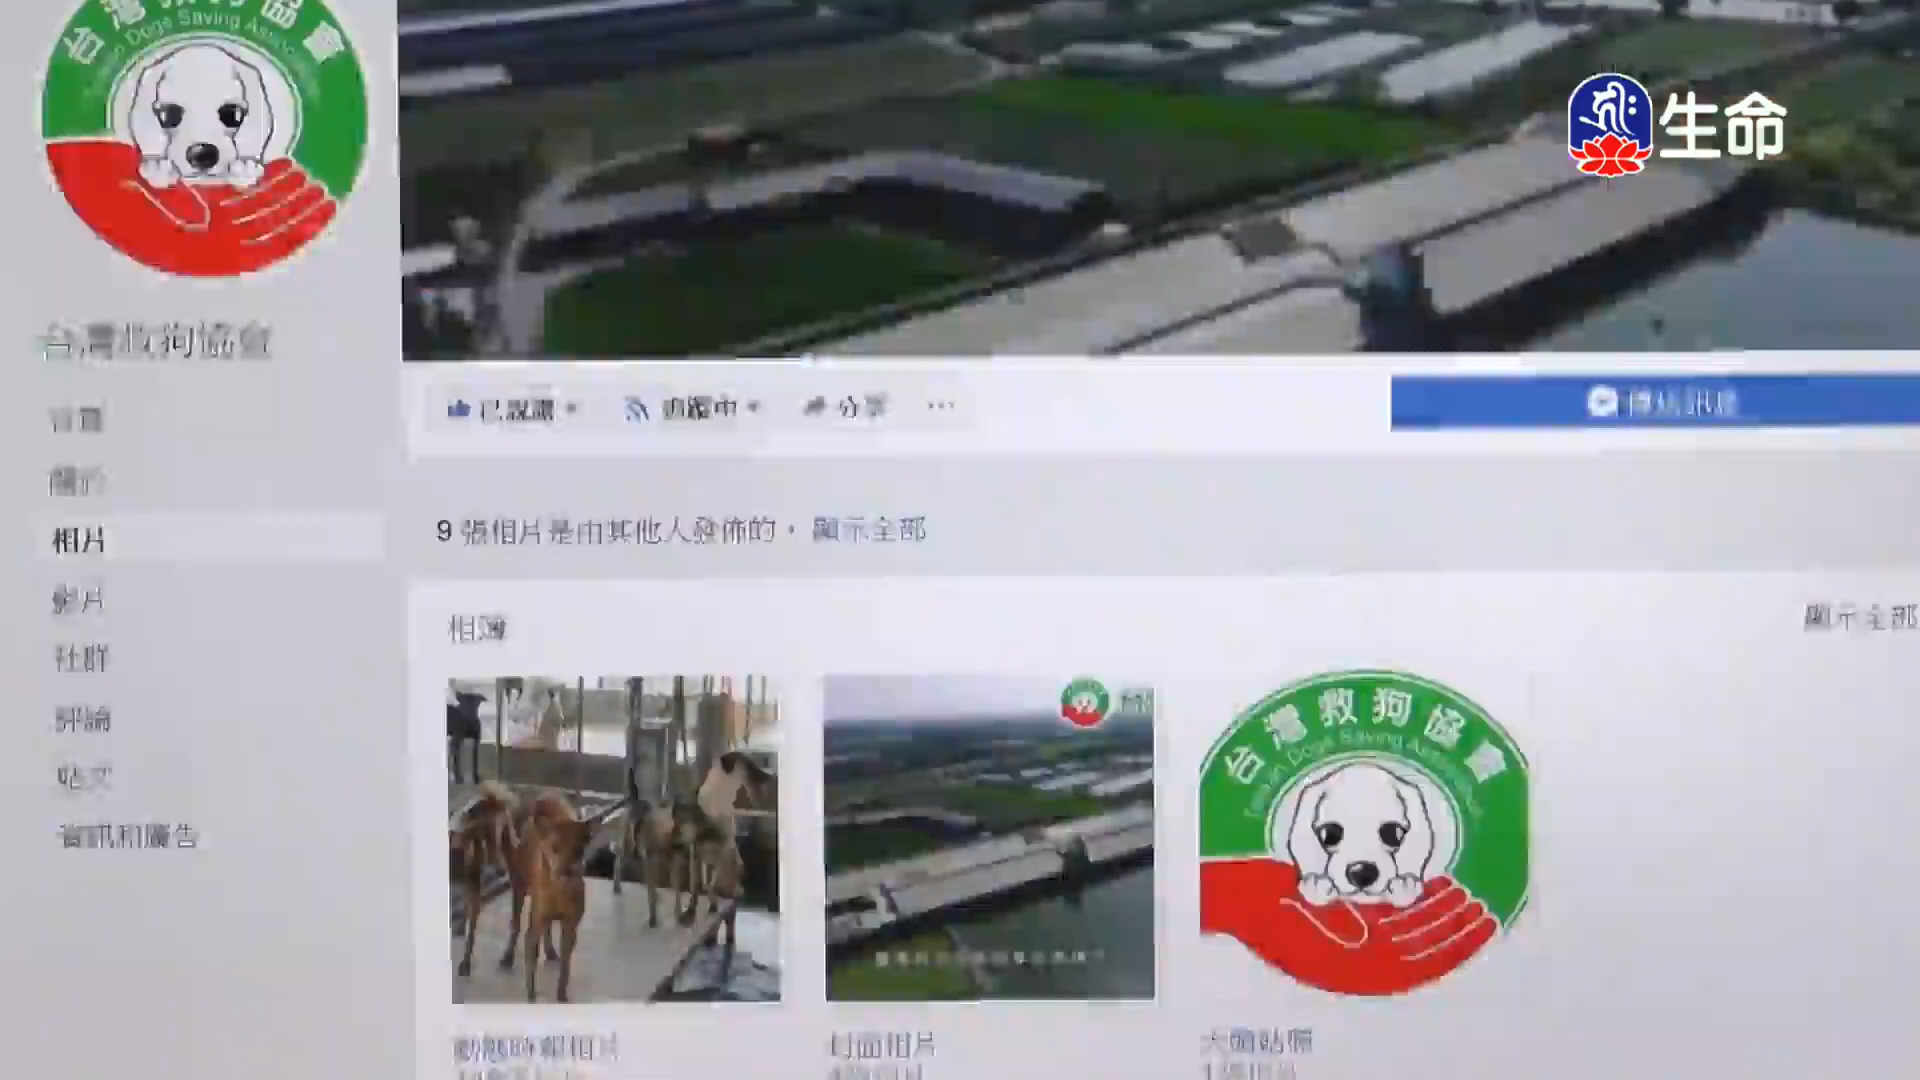 台灣救狗協會
Taiwan Dogs Saving Association
生命
台灣救狗協會
首頁
關於
相片
影片
社群
評論
貼文
資訊和廣告
已說讚
追蹤中
分享
發送訊息
9 張相片是由其他人發佈的。 顯示全部
相簿
顯示全部
台灣救狗協會
Taiwan Dogs Saving Association
動態時報相片
封面相片
大頭貼照